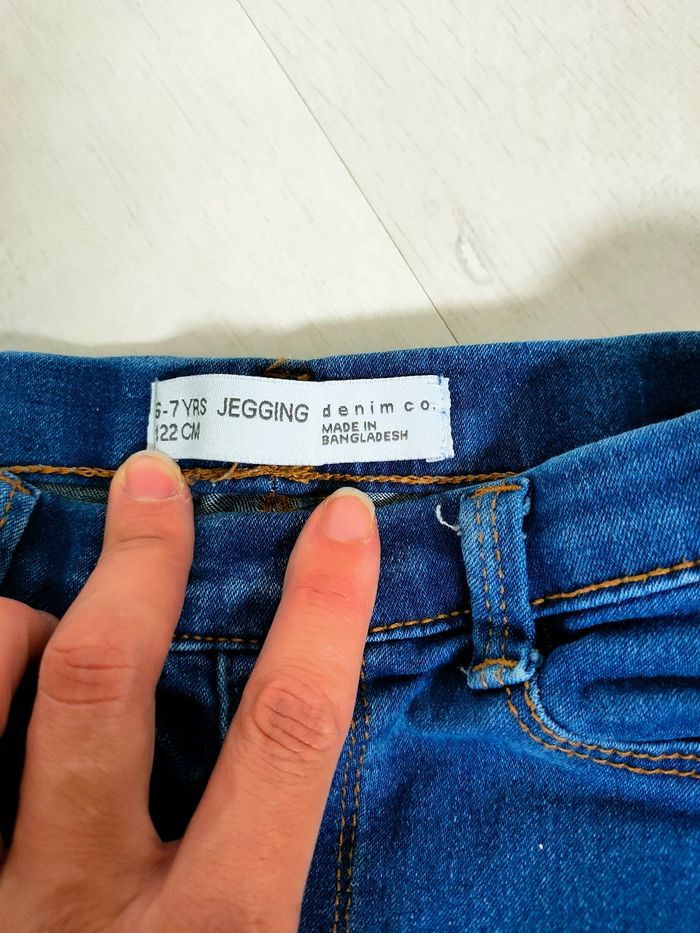 6-7 YRS JEGGING denim co.
122 CM MADE IN
BANGLADESH